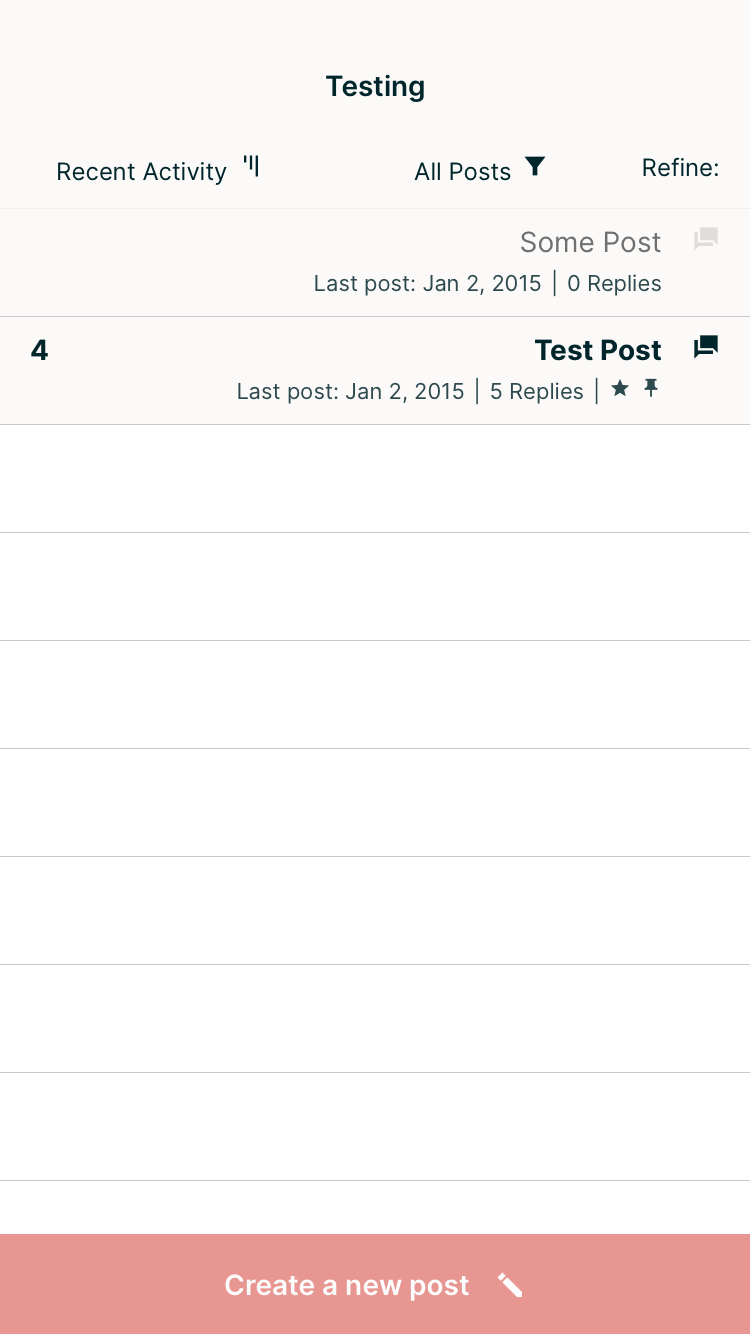 Testing
Refine: All Posts Recent Activity
Some Post
Last post: Jan 2, 2015 | 0 Replies
Test Post 4
Last post: Jan 2, 2015 | 5 Replies |
Create a new post